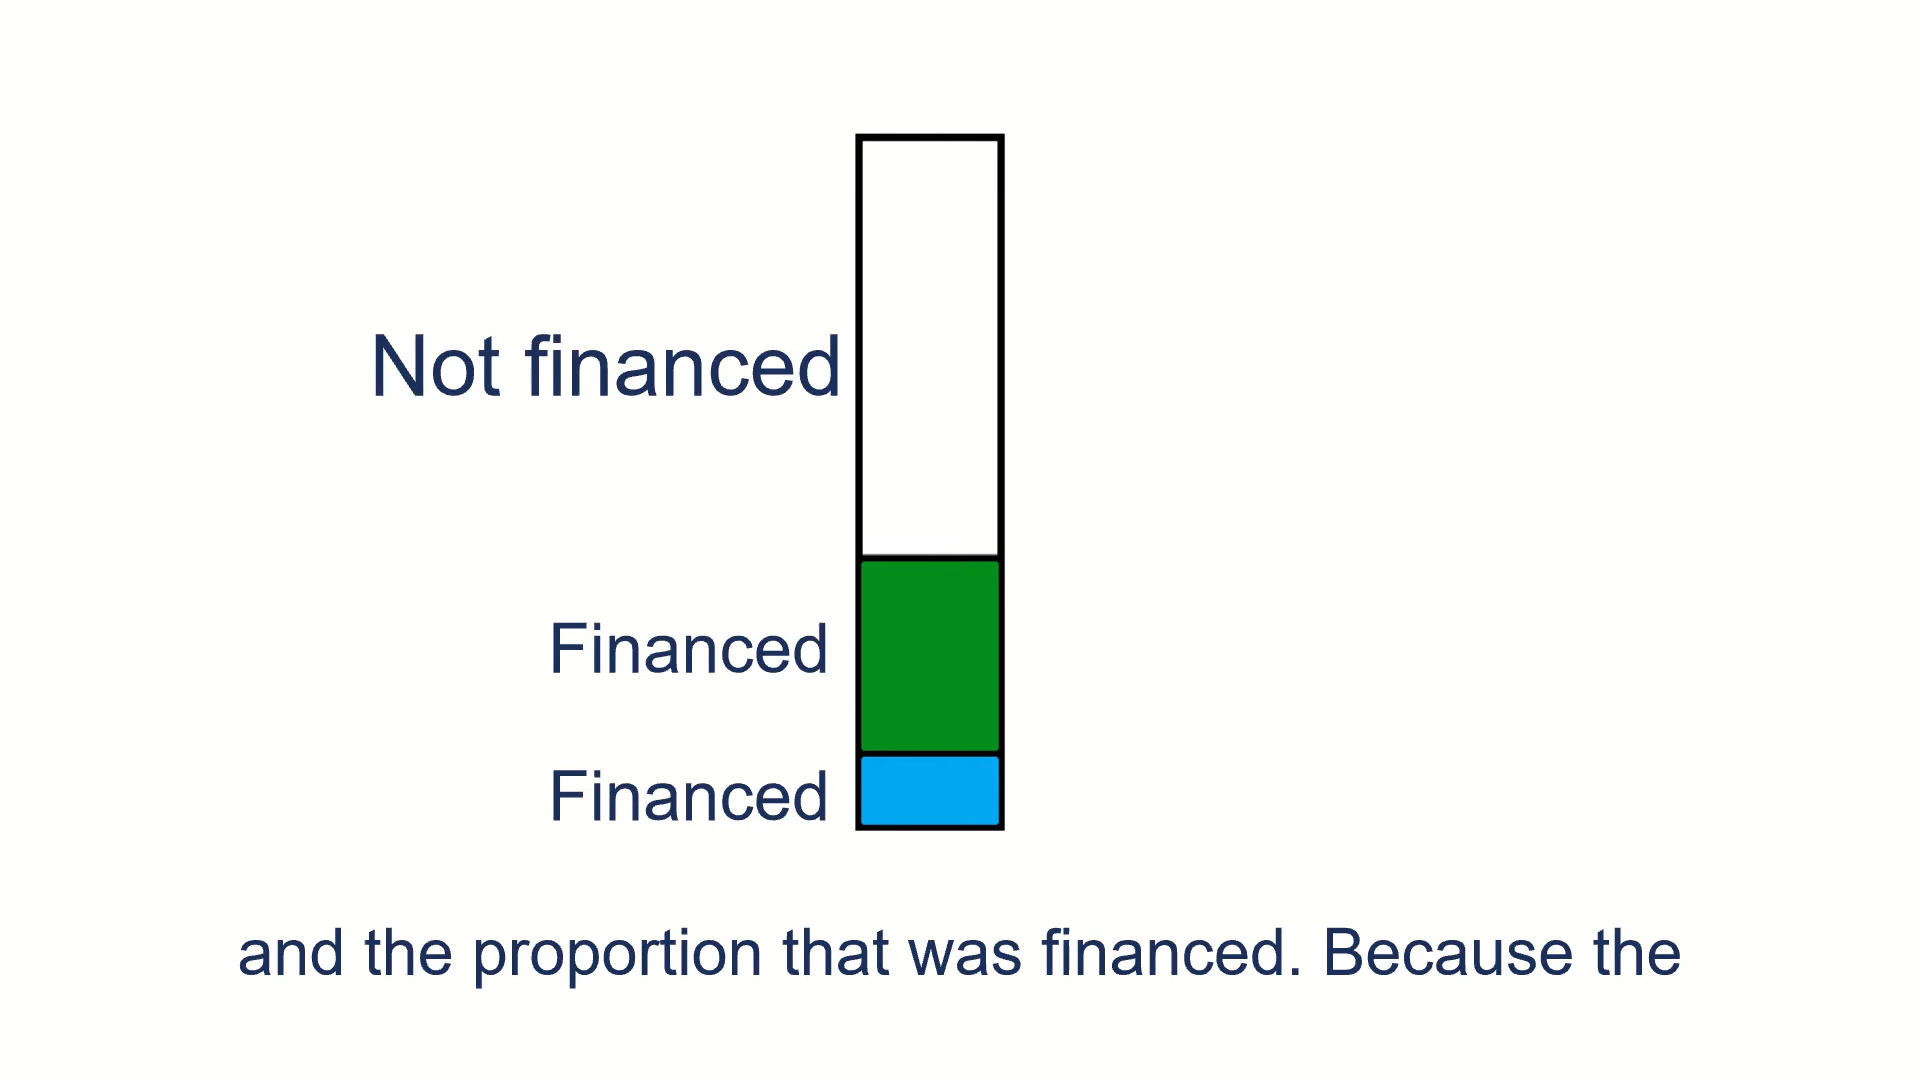 Not financed
Financed
Financed
and the proportion that was financed. Because the